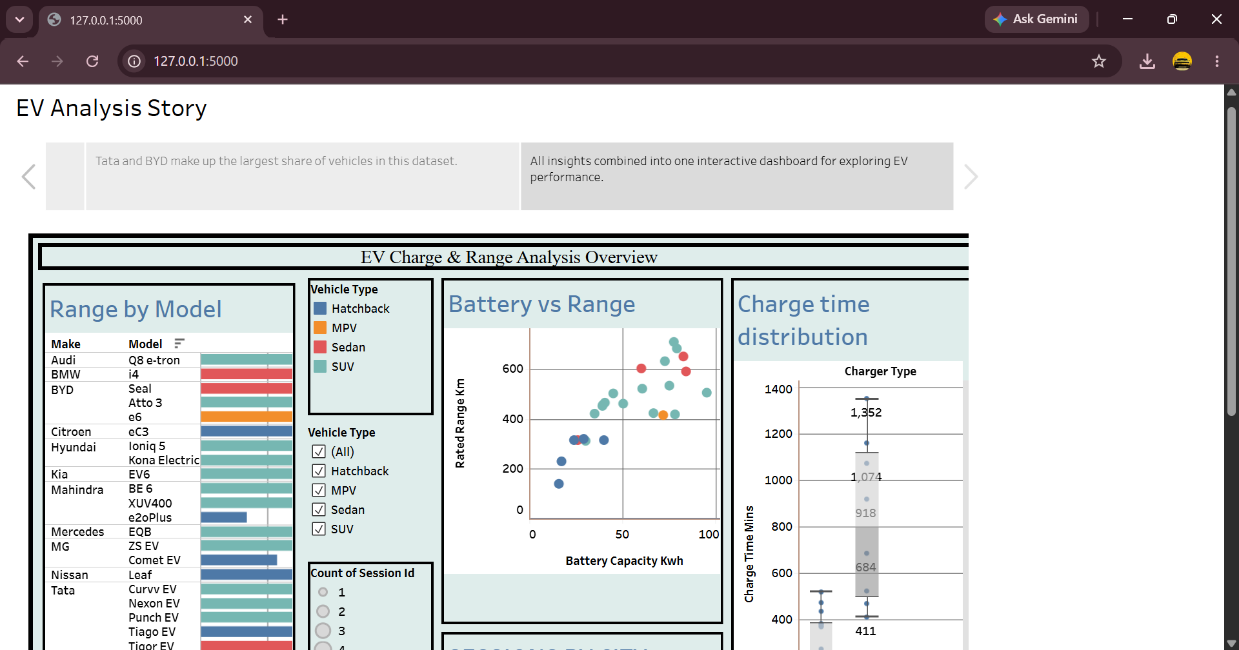 127.0.0.1:5000
Ask Gemini
127.0.0.1:5000
EV Analysis Story
Tata and BYD make up the largest share of vehicles in this dataset.
All insights combined into one interactive dashboard for exploring EV
performance.
EV Charge & Range Analysis Overview
Range by Model
Make Model
Audi Q8 e-tron
BMW i4
BYD Seal
Atto 3
e6
Citroen eC3
Hyundai Ioniq 5
Kona Electric
Kia EV6
Mahindra BE 6
XUV400
e2oPlus
Mercedes EQB
MG ZS EV
Comet EV
Nissan Leaf
Tata Curvv EV
Nexon EV
Punch EV
Tiago EV
Tigor EV
Vehicle Type
Hatchback
MPV
Sedan
SUV
Vehicle Type
(All)
Hatchback
MPV
Sedan
SUV
Count of Session Id
1
2
3
4
Battery vs Range
Rated Range Km
600
400
200
0
0 50 100
Battery Capacity Kwh
SESSIONS BY CITY
Charge time
distribution
Charger Type
Charge Time Mins
1400
1200
1000
800
600
400
1,352
1,074
918
684
411